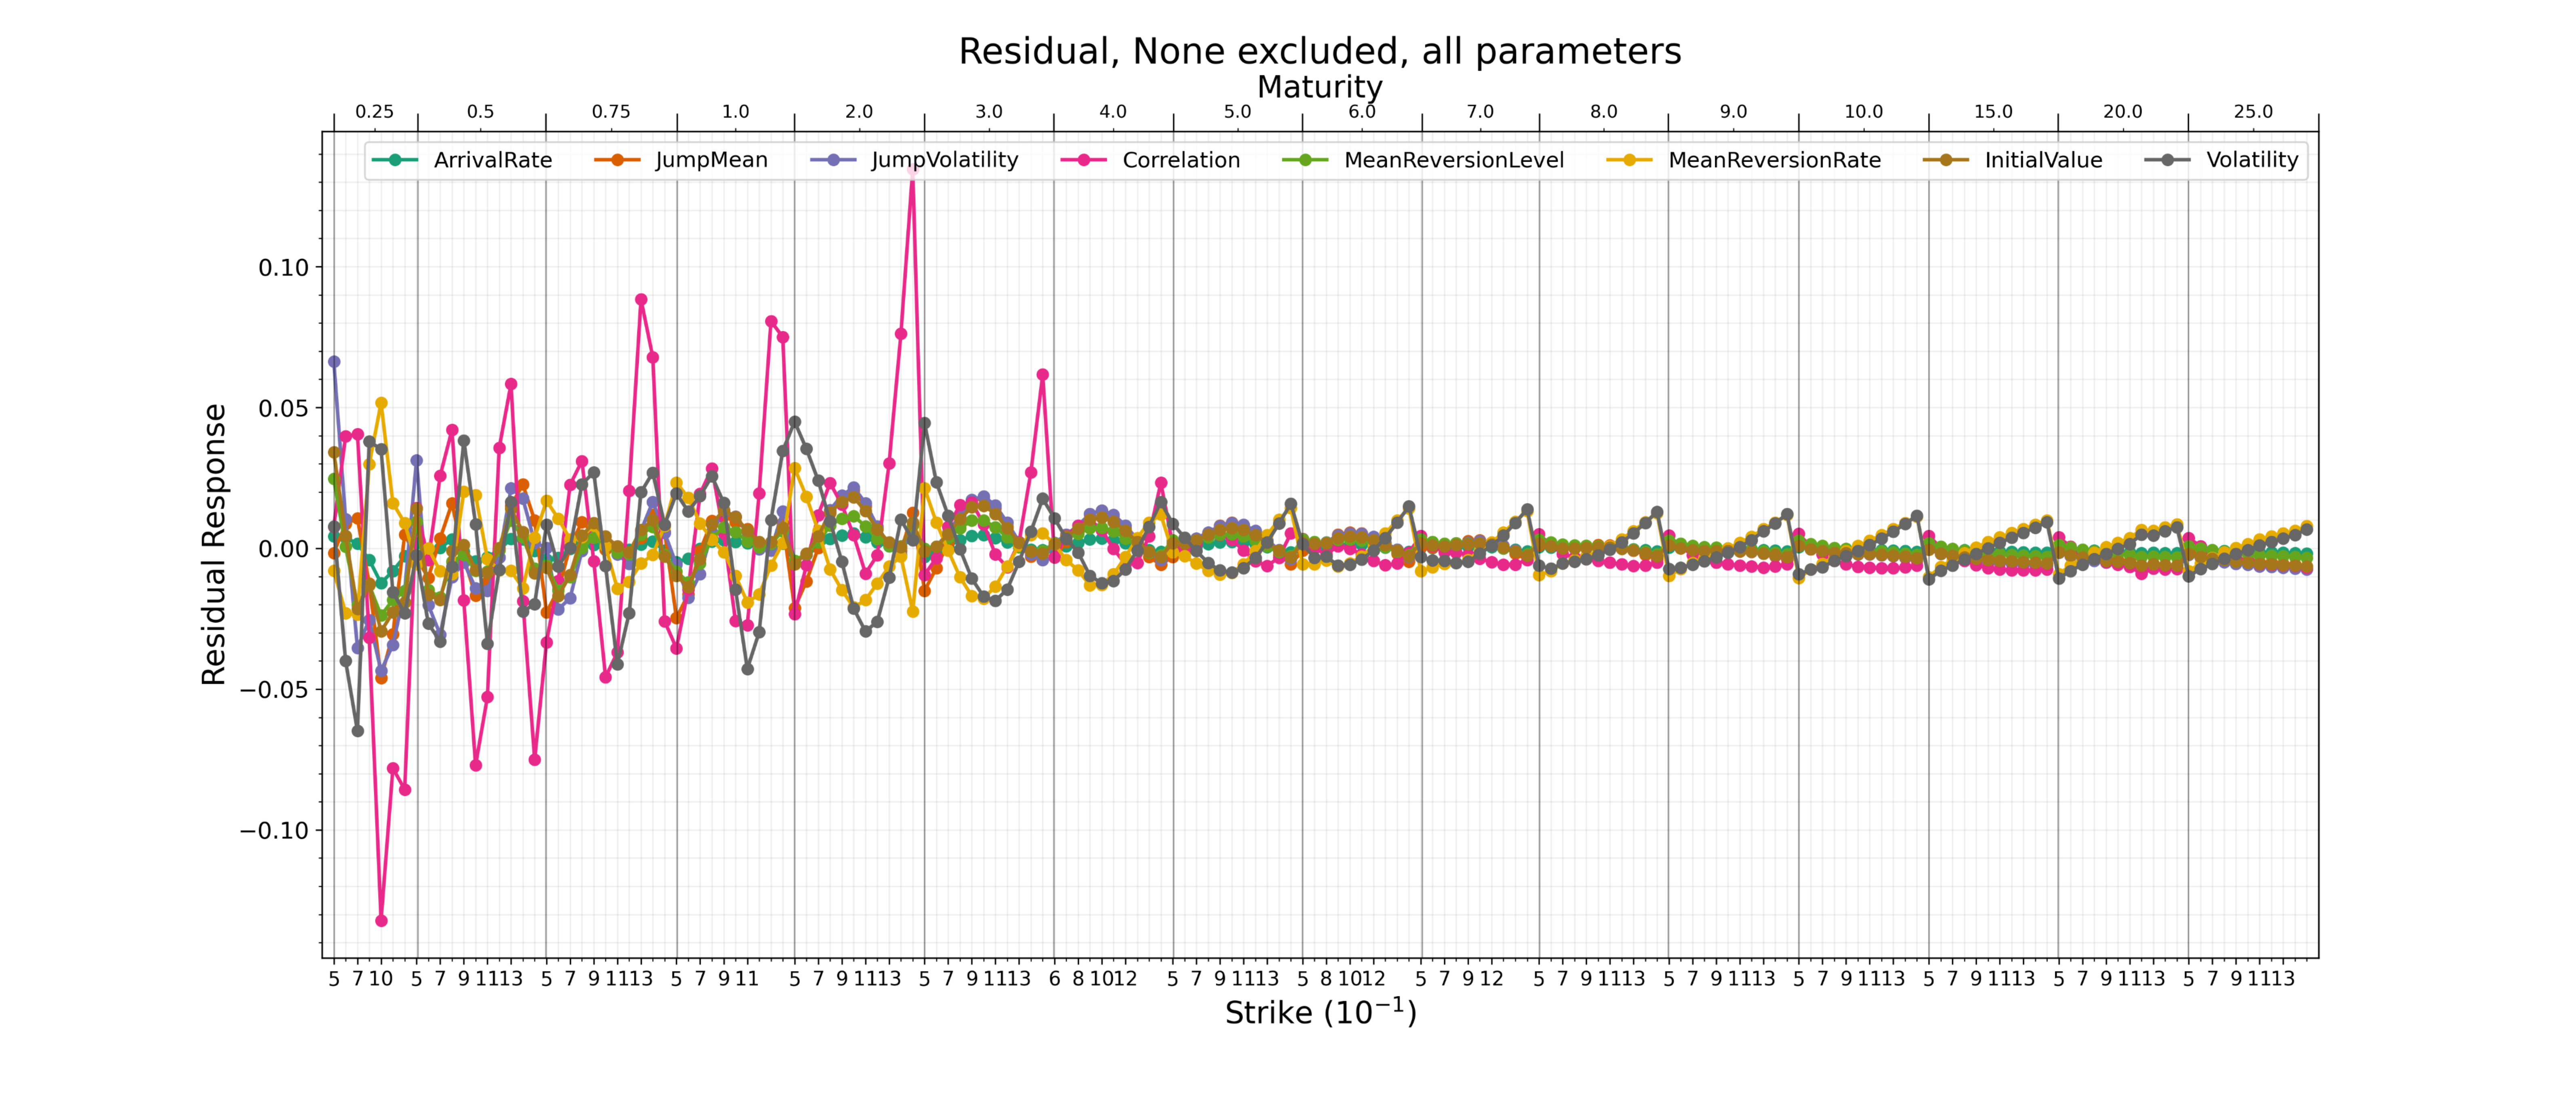 Residual, None excluded, all parameters
Maturity
0.25 0.5 0.75 1.0 2.0 3.0 4.0 5.0 6.0 7.0 8.0 9.0 10.0 15.0 20.0 25.0
ArrivalRate JumpMean JumpVolatility Correlation MeanReversionLevel MeanReversionRate InitialValue Volatility
0.10
0.05
0.00
−0.05
−0.10
Residual Response
5 7 10 5 7 9 11 13 5 7 9 11 13 5 7 9 11 5 7 9 11 13 5 7 9 11 13 6 8 10 12 5 7 9 11 13 5 8 10 12 5 7 9 12 5 7 9 11 13 5 7 9 11 13 5 7 9 11 13 5 7 9 11 13 5 7 9 11 13 5 7 9 11 13
Strike (10⁻¹)